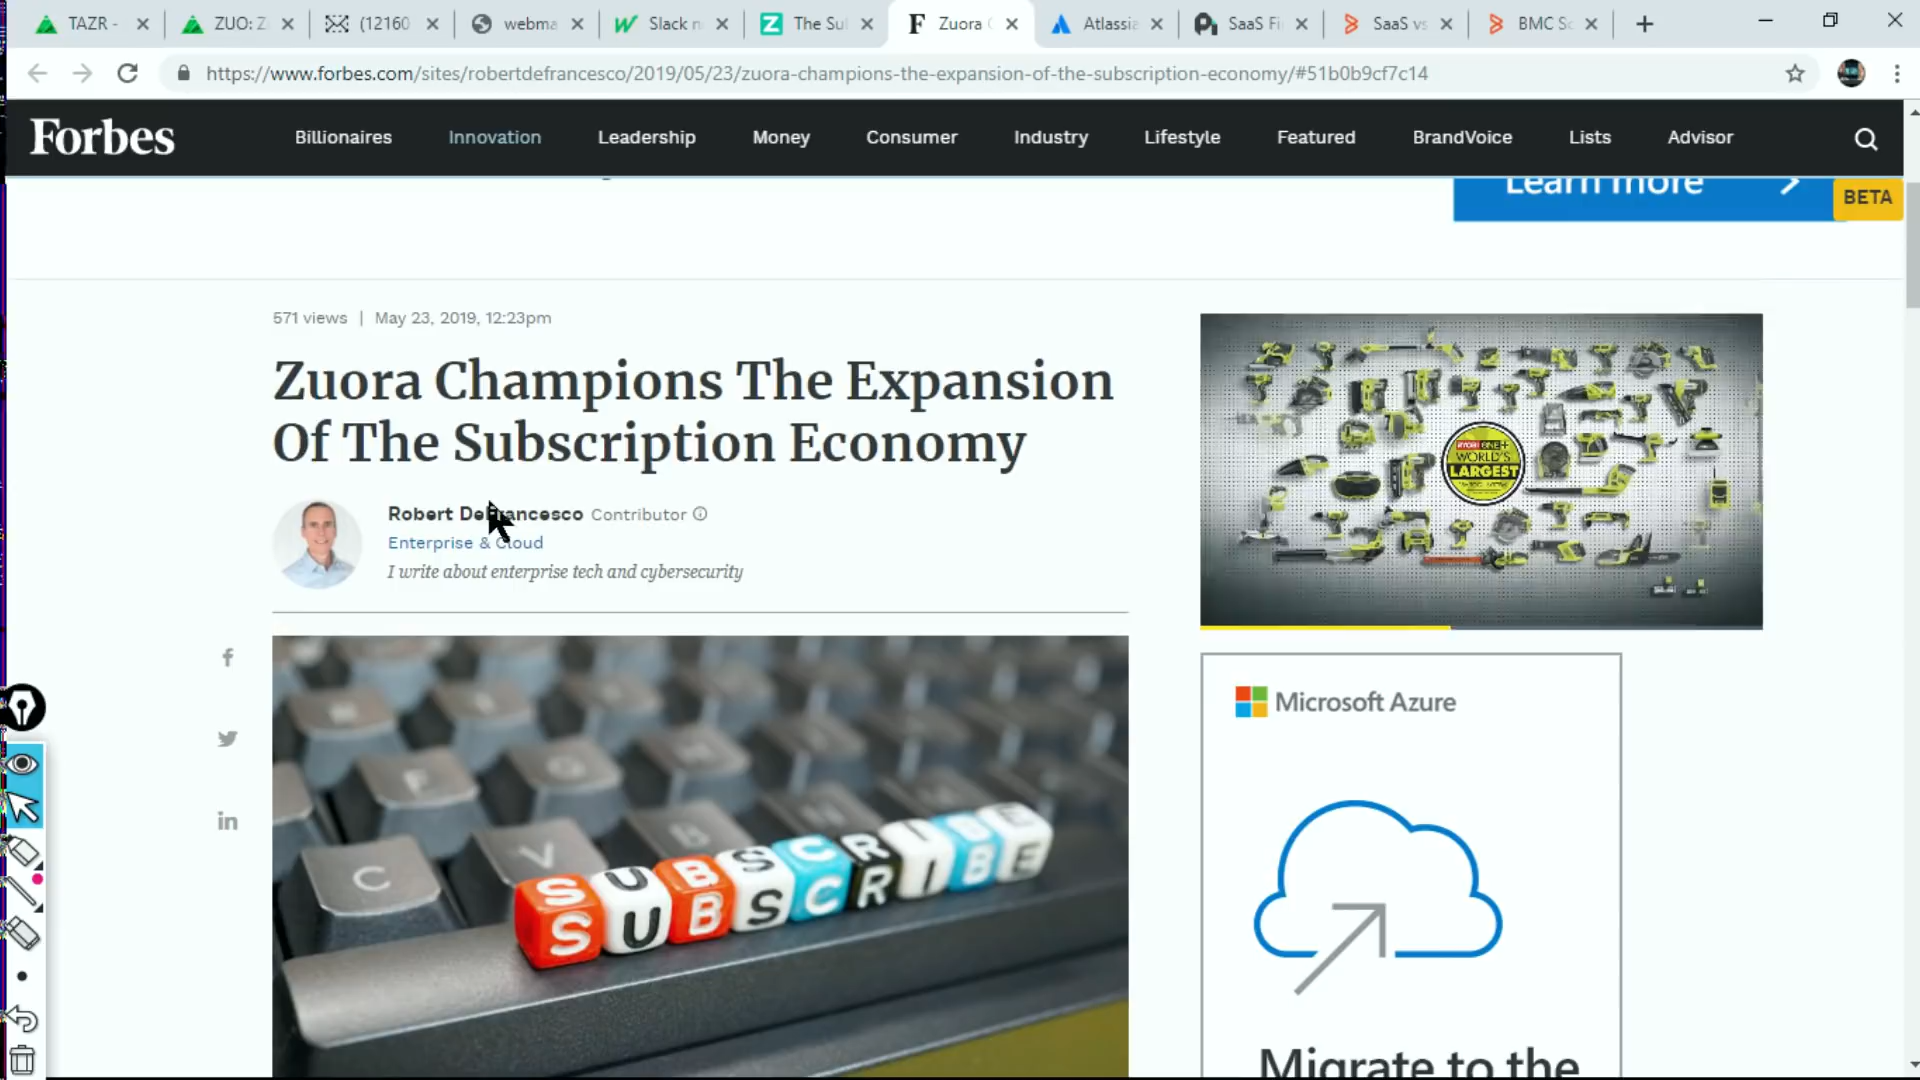 TAZR -
ZUO: Z
(12160
webma
Slack n
The Sul
Zuora
Atlassia
SaaS Fi
SaaS vs
BMC So
https://www.forbes.com/sites/robertdefrancesco/2019/05/23/zuora-champions-the-expansion-of-the-subscription-economy/#51b0b9cf7c14
Forbes
Billionaires
Innovation
Leadership
Money
Consumer
Industry
Lifestyle
Featured
BrandVoice
Lists
Advisor
Learn more
BETA
571 views | May 23, 2019, 12:23pm
Zuora Champions The Expansion
Of The Subscription Economy
Robert DeFrancesco Contributor
Enterprise & Cloud
I write about enterprise tech and cybersecurity
RYOBI ONE+
WORLD'S
LARGEST
F
G
C
V
B
SUBSCRIBE
SUBSCRIBE
Microsoft Azure
Migrate to the